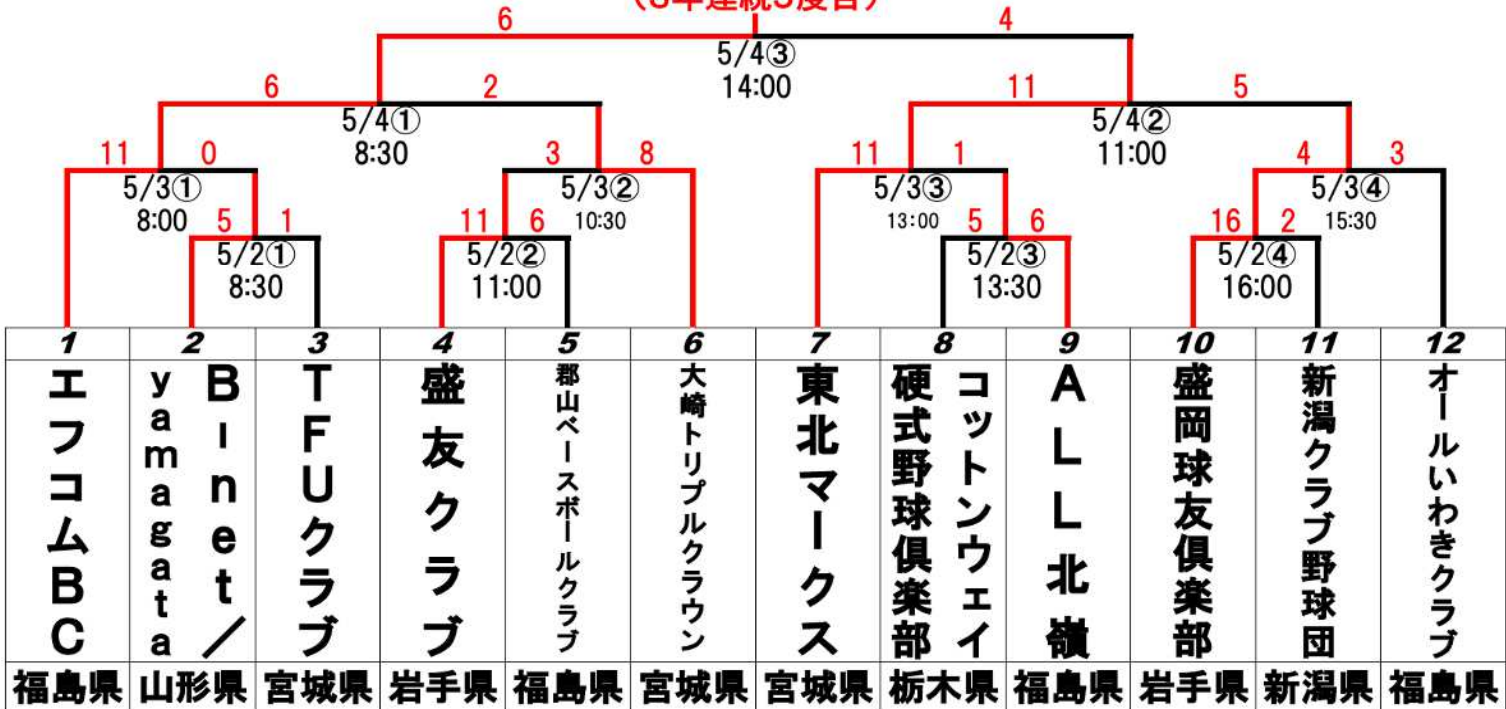 (3年連続3度目)
6 4
5/4③
14:00
6 2 11 5
5/4① 5/4②
8:30 11:00
11 0 3 8 11 1 4 3
5/3① 5/3② 5/3③ 5/3④
8:00 10:30 13:00 15:30
5 1 11 6 5 6 16 2
5/2① 5/2② 5/2③ 5/2④
8:30 11:00 13:30 16:00
1 2 3 4 5 6 7 8 9 10 11 12
エフコムBC
Binet/
yamagata
TFUクラブ
盛友クラブ
郡山ベースボールクラブ
大崎トリプルクラウン
東北マークス
コットンウェイ
硬式野球倶楽部
ALL北嶺
盛岡球友倶楽部
新潟クラブ野球団
オールいわきクラブ
福島県 山形県 宮城県 岩手県 福島県 宮城県 宮城県 栃木県 福島県 岩手県 新潟県 福島県